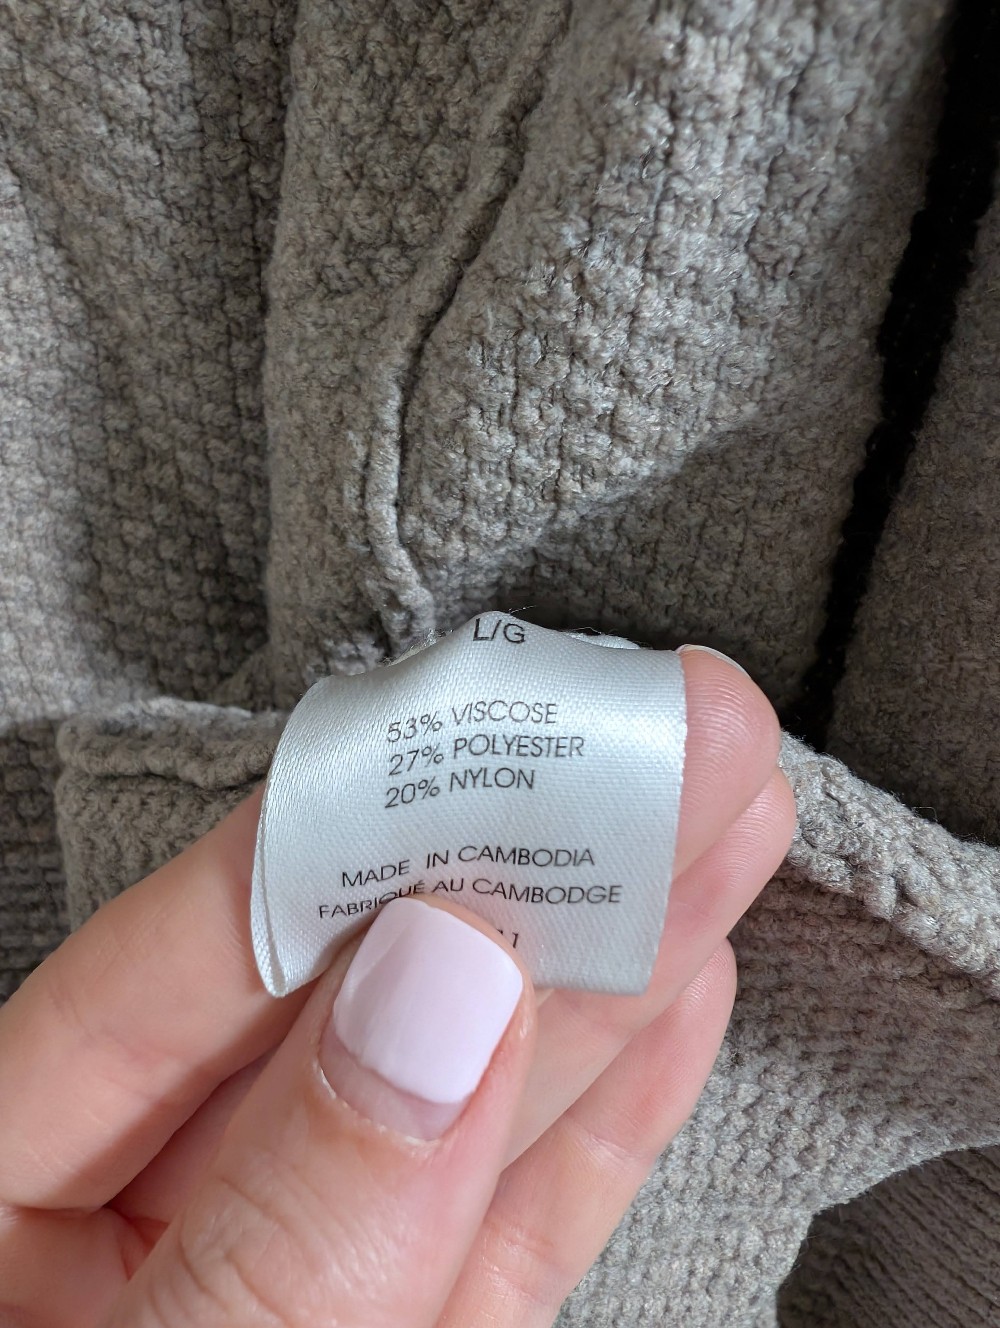 L/G
53% VISCOSE
27% POLYESTER
20% NYLON
MADE IN CAMBODIA
FABRIQUÉ AU CAMBODGE